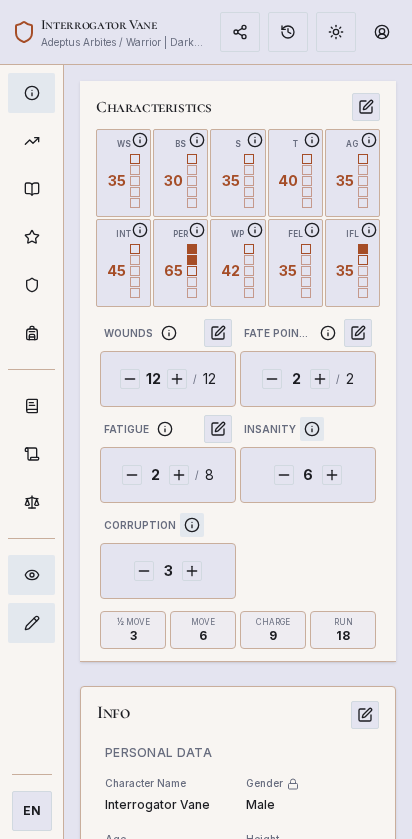 Interrogator Vane
Adeptus Arbites / Warrior | Dark...
Characteristics
WS BS S T AG
35 30 35 40 35
INT PER WP FEL IFL
45 65 42 35 35
WOUNDS FATE POIN...
12 / 12 2 / 2
FATIGUE INSANITY
2 / 8 6
CORRUPTION
3
½ MOVE MOVE CHARGE RUN
3 6 9 18
Info
PERSONAL DATA
Character Name Gender
Interrogator Vane Male
Age Height
EN